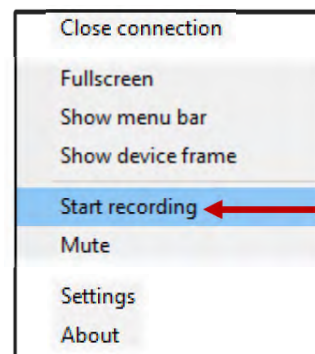 Close connection
Fullscreen
Show menu bar
Show device frame
Start recording
Mute
Settings
About